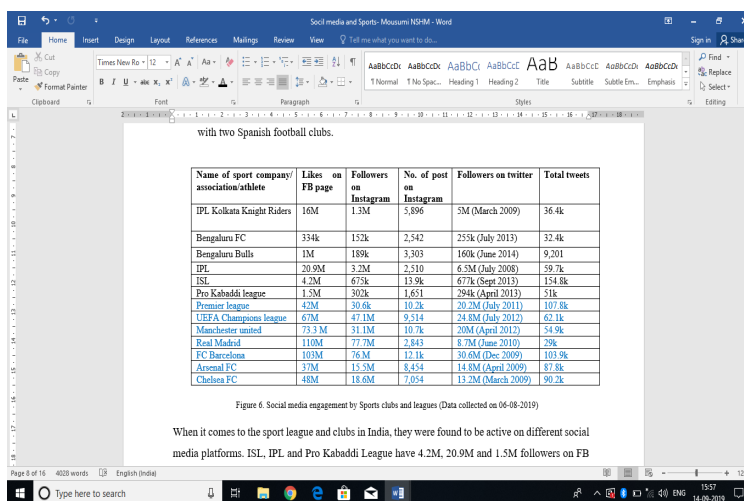 Socil media and Sports- Mousumi NSHM - Word
File Home Insert Design Layout References Mailings Review View Tell me what you want to do... Sign in Share
Cut
Copy
Format Painter
Paste
Times New Ro 12
Clipboard Font Paragraph Styles Editing
AaBbCcDc AaBbCcDc AaBbCc AaBbCcE AaB AaBbCcD AaBbCcDc AaBbCcDc
¶ Normal ¶ No Spac... Heading 1 Heading 2 Title Subtitle Subtle Em... Emphasis
Find
Replace
Select
with two Spanish football clubs.
Name of sport company/ association/athlete Likes on FB page Followers on Instagram No. of post on Instagram Followers on twitter Total tweets
IPL Kolkata Knight Riders 16M 1.3M 5,896 5M (March 2009) 36.4k
Bengaluru FC 334k 152k 2,542 255k (July 2013) 32.4k
Bengaluru Bulls 1M 189k 3,303 160k (June 2014) 9,201
IPL 20.9M 3.2M 2,510 6.5M (July 2008) 59.7k
ISL 4.2M 675k 13.9k 677k (Sept 2013) 154.8k
Pro Kabaddi league 1.5M 302k 1,651 294k (April 2013) 51k
Premier league 42M 30.6k 10.2k 20.2M (July 2011) 107.8k
UEFA Champions league 67M 47.1M 9,514 24.8M (July 2012) 62.1k
Manchester united 73.3 M 31.1M 10.7k 20M (April 2012) 54.9k
Real Madrid 110M 77.7M 2,843 8.7M (June 2010) 29k
FC Barcelona 103M 76.M 12.1k 30.6M (Dec 2009) 103.9k
Arsenal FC 37M 15.5M 8,454 14.8M (April 2009) 87.8k
Chelsea FC 48M 18.6M 7,054 13.2M (March 2009) 90.2k
Figure 6. Social media engagement by Sports clubs and leagues (Data collected on 06-08-2019)
When it comes to the sport league and clubs in India, they were found to be active on different social
media platforms. ISL, IPL and Pro Kabaddi League have 4.2M, 20.9M and 1.5M followers on FB
Page 8 of 16 4028 words English (India)
Type here to search
ENG 15:57
14-09-2019